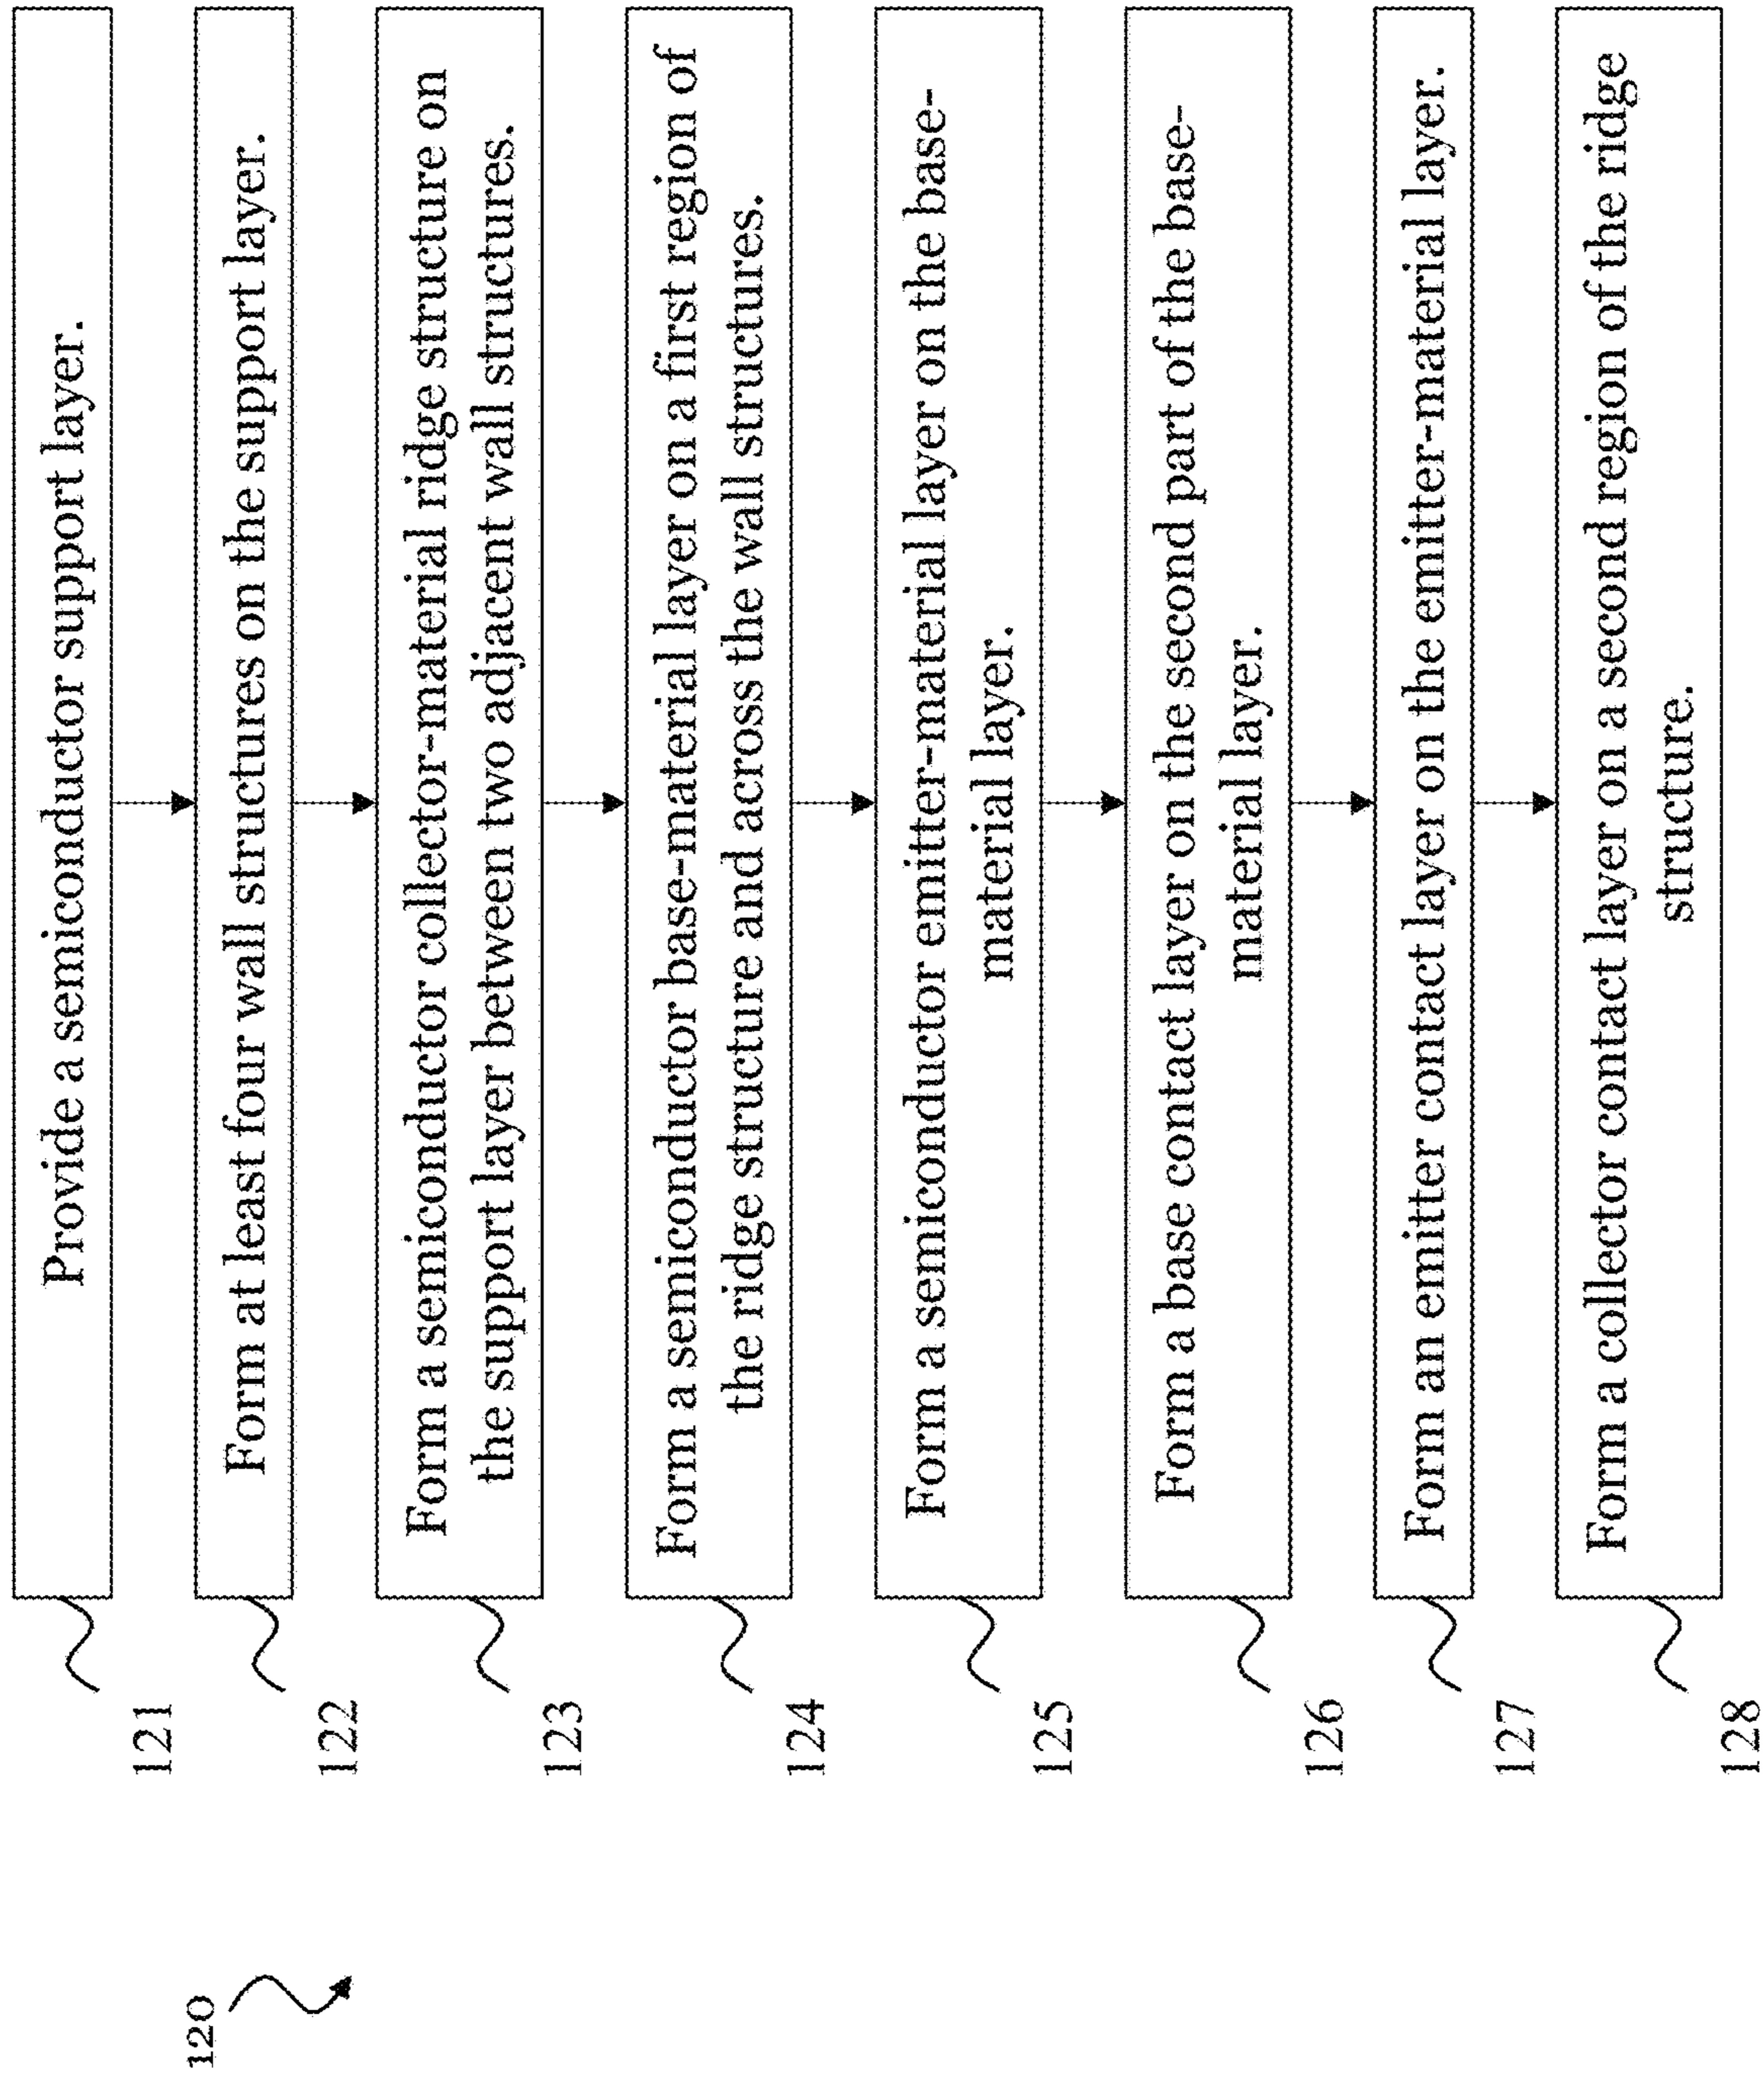 120
121
Provide a semiconductor support layer.
122
Form at least four wall structures on the support layer.
123
Form a semiconductor collector-material ridge structure on
the support layer between two adjacent wall structures.
124
Form a semiconductor base-material layer on a first region of
the ridge structure and across the wall structures.
125
Form a semiconductor emitter-material layer on the base-
material layer.
126
Form a base contact layer on the second part of the base-
material layer.
127
Form an emitter contact layer on the emitter-material layer.
128
Form a collector contact layer on a second region of the ridge
structure.